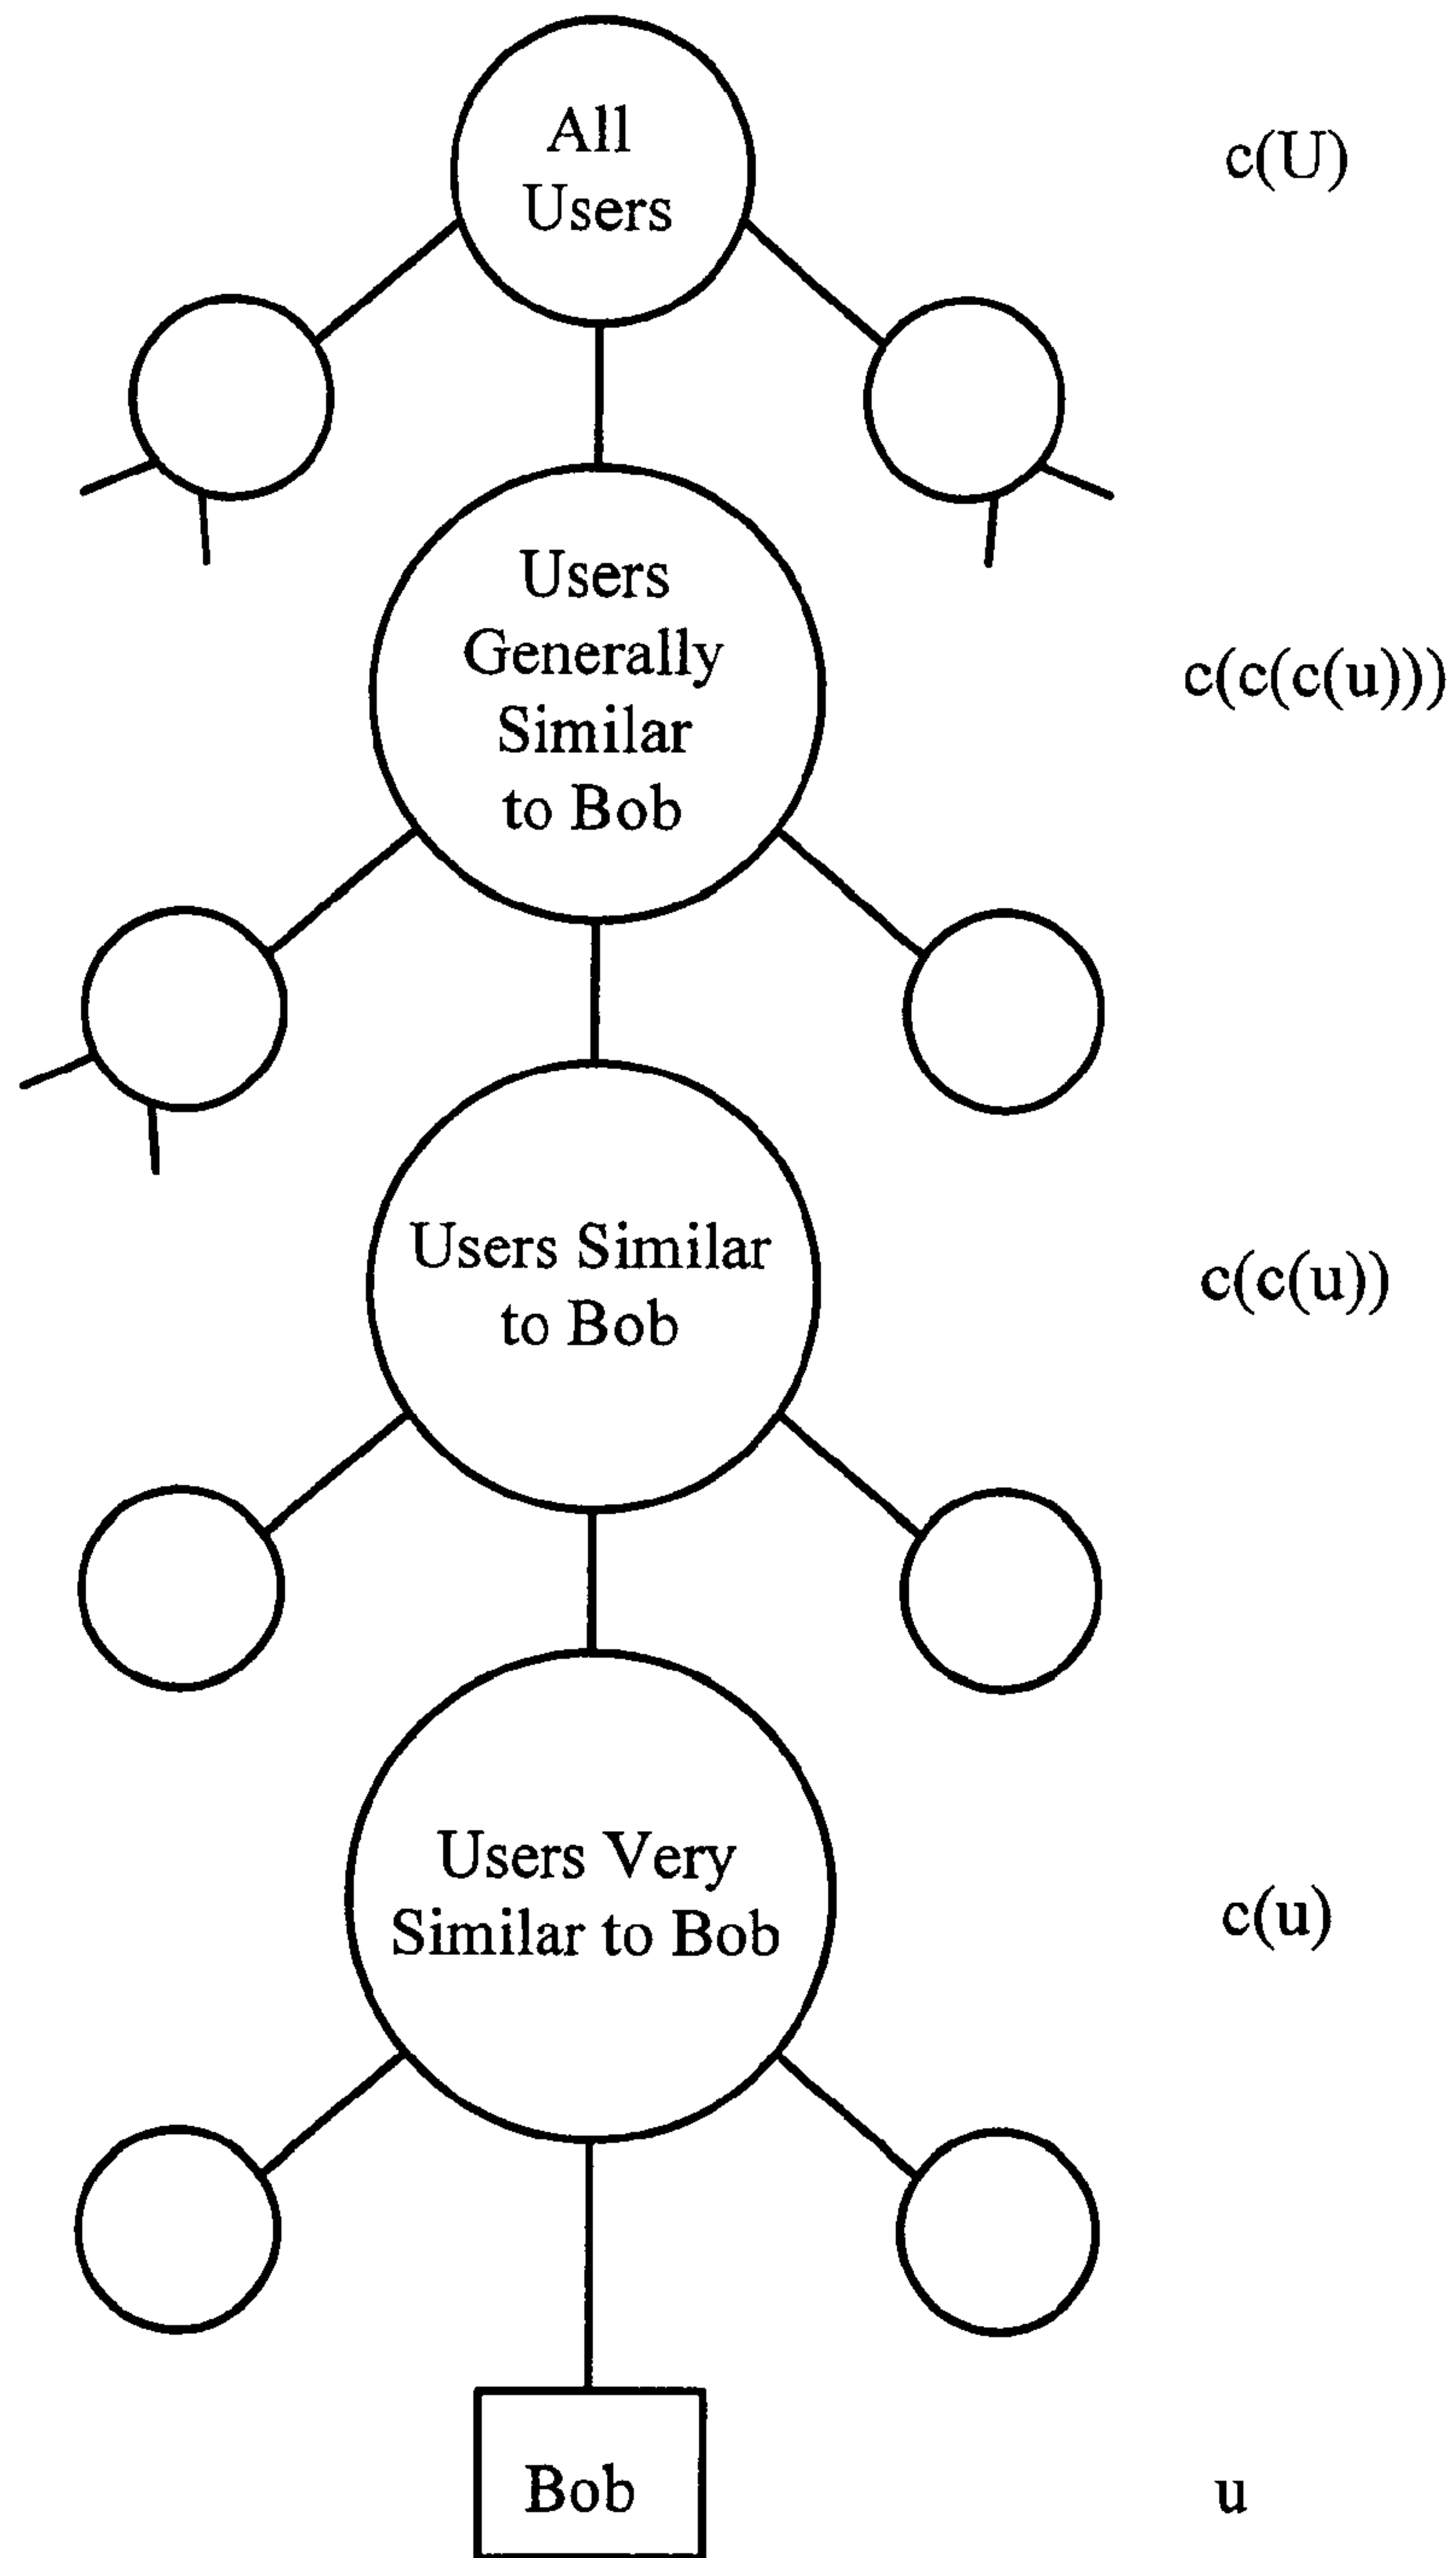 All
Users
c(U)
Users
Generally
Similar
to Bob
c(c(c(u)))
Users Similar
to Bob
c(c(u))
Users Very
Similar to Bob
c(u)
Bob
u